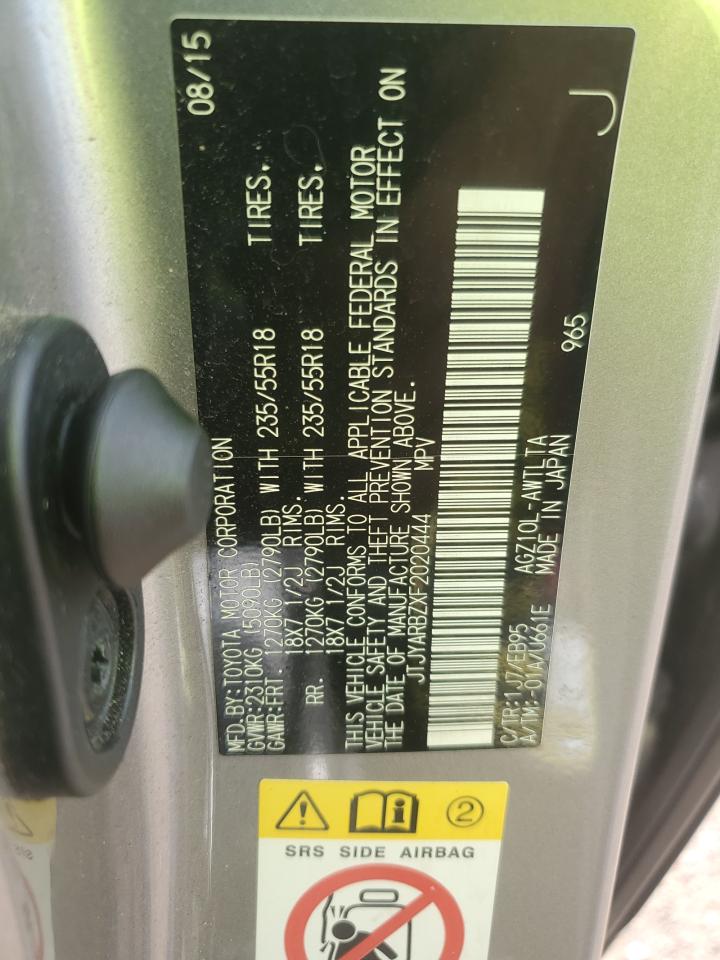 MFD.BY:TOYOTA MOTOR CORPORATION 08/15
GVWR:2310KG (5090LB)
GAWR:FRT. 1270KG (2790LB) WITH 235/55R18 TIRES.
18X7 1/2J RIMS.
RR. 1270KG (2790LB) WITH 235/55R18 TIRES.
18X7 1/2J RIMS.
THIS VEHICLE CONFORMS TO ALL APPLICABLE FEDERAL MOTOR
VEHICLE SAFETY AND THEFT PREVENTION STANDARDS IN EFFECT ON
THE DATE OF MANUFACTURE SHOWN ABOVE.
JTJYARBZXF2020444 MPV
C/TR:1J7/EB95 AGZ10L-AWTLTA 965
A/TM:-01A/U661E MADE IN JAPAN
J
2
SRS SIDE AIRBAG